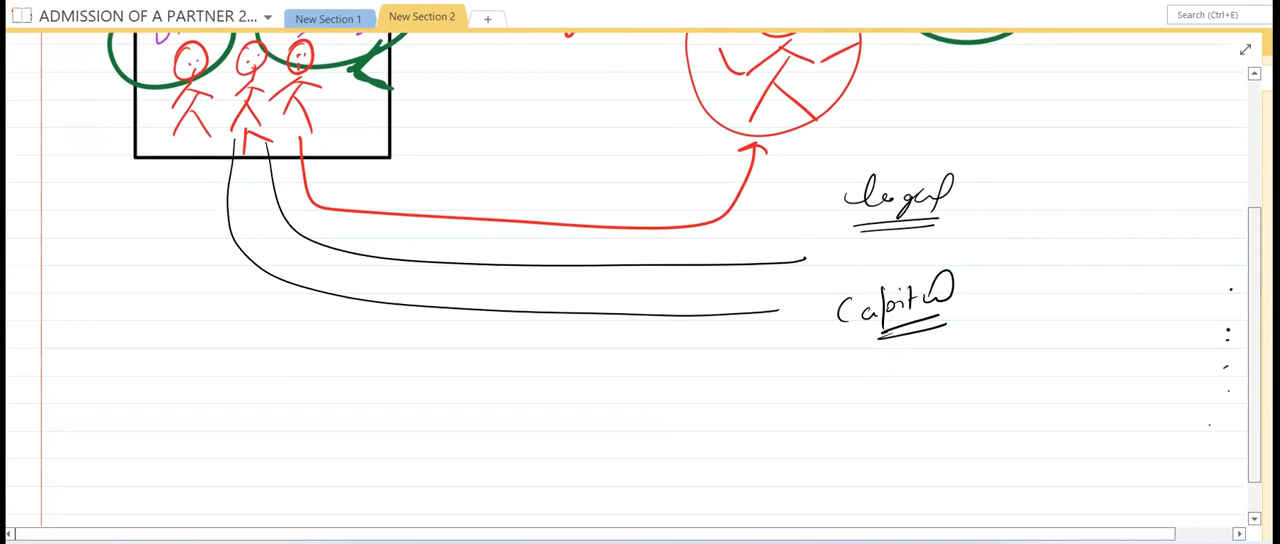 ADMISSION OF A PARTNER 2...
New Section 1
New Section 2
+
Search (Ctrl+E)
legal
Capital